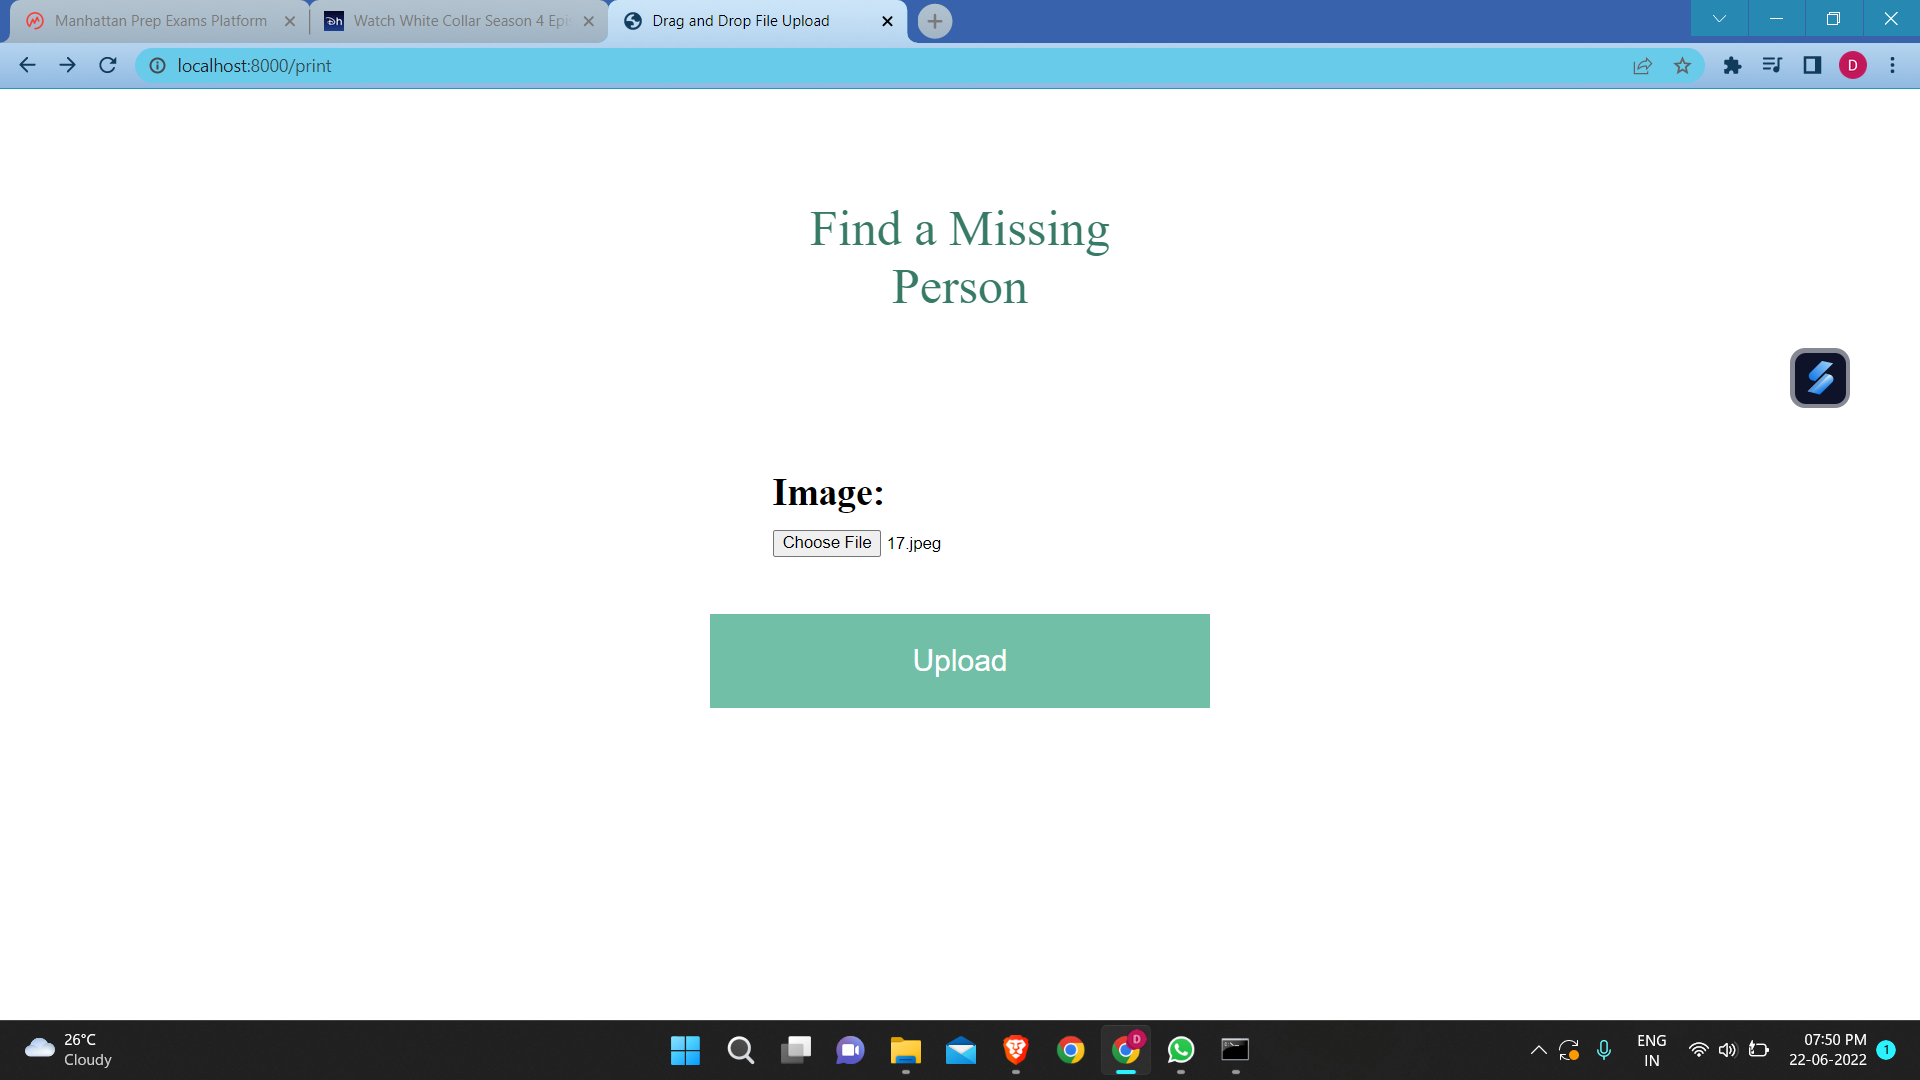 Manhattan Prep Exams Platform
Dh
Watch White Collar Season 4 Epi
Drag and Drop File Upload
localhost:8000/print
D
Find a Missing
Person
Image:
Choose File 17.jpeg
Upload
26°C
Cloudy
D
ENG
IN
07:50 PM
22-06-2022
1